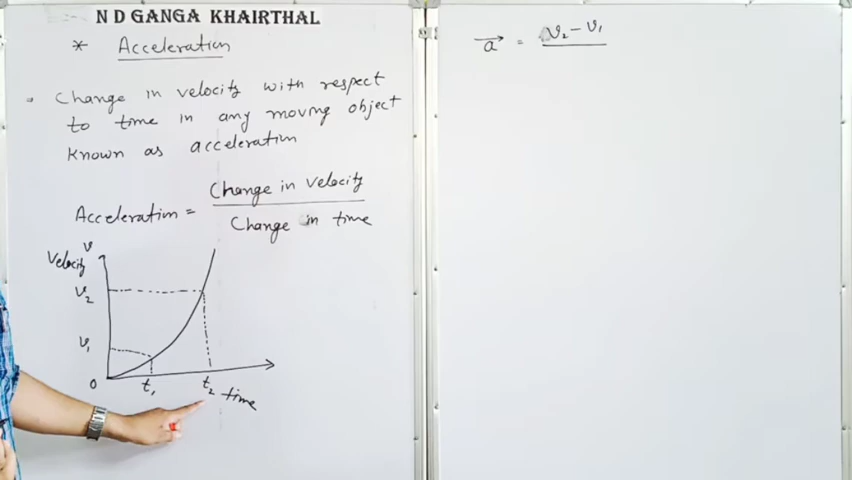 N D GANGA KHAIRTHAL
* Acceleration
Change in velocity with respect
to time in any moving object
known as acceleration
Acceleration = Change in velocity
Change in time
v
Velocity
v₂
v₁
0
t₁
t₂
time
a⃗ = v₂ - v₁